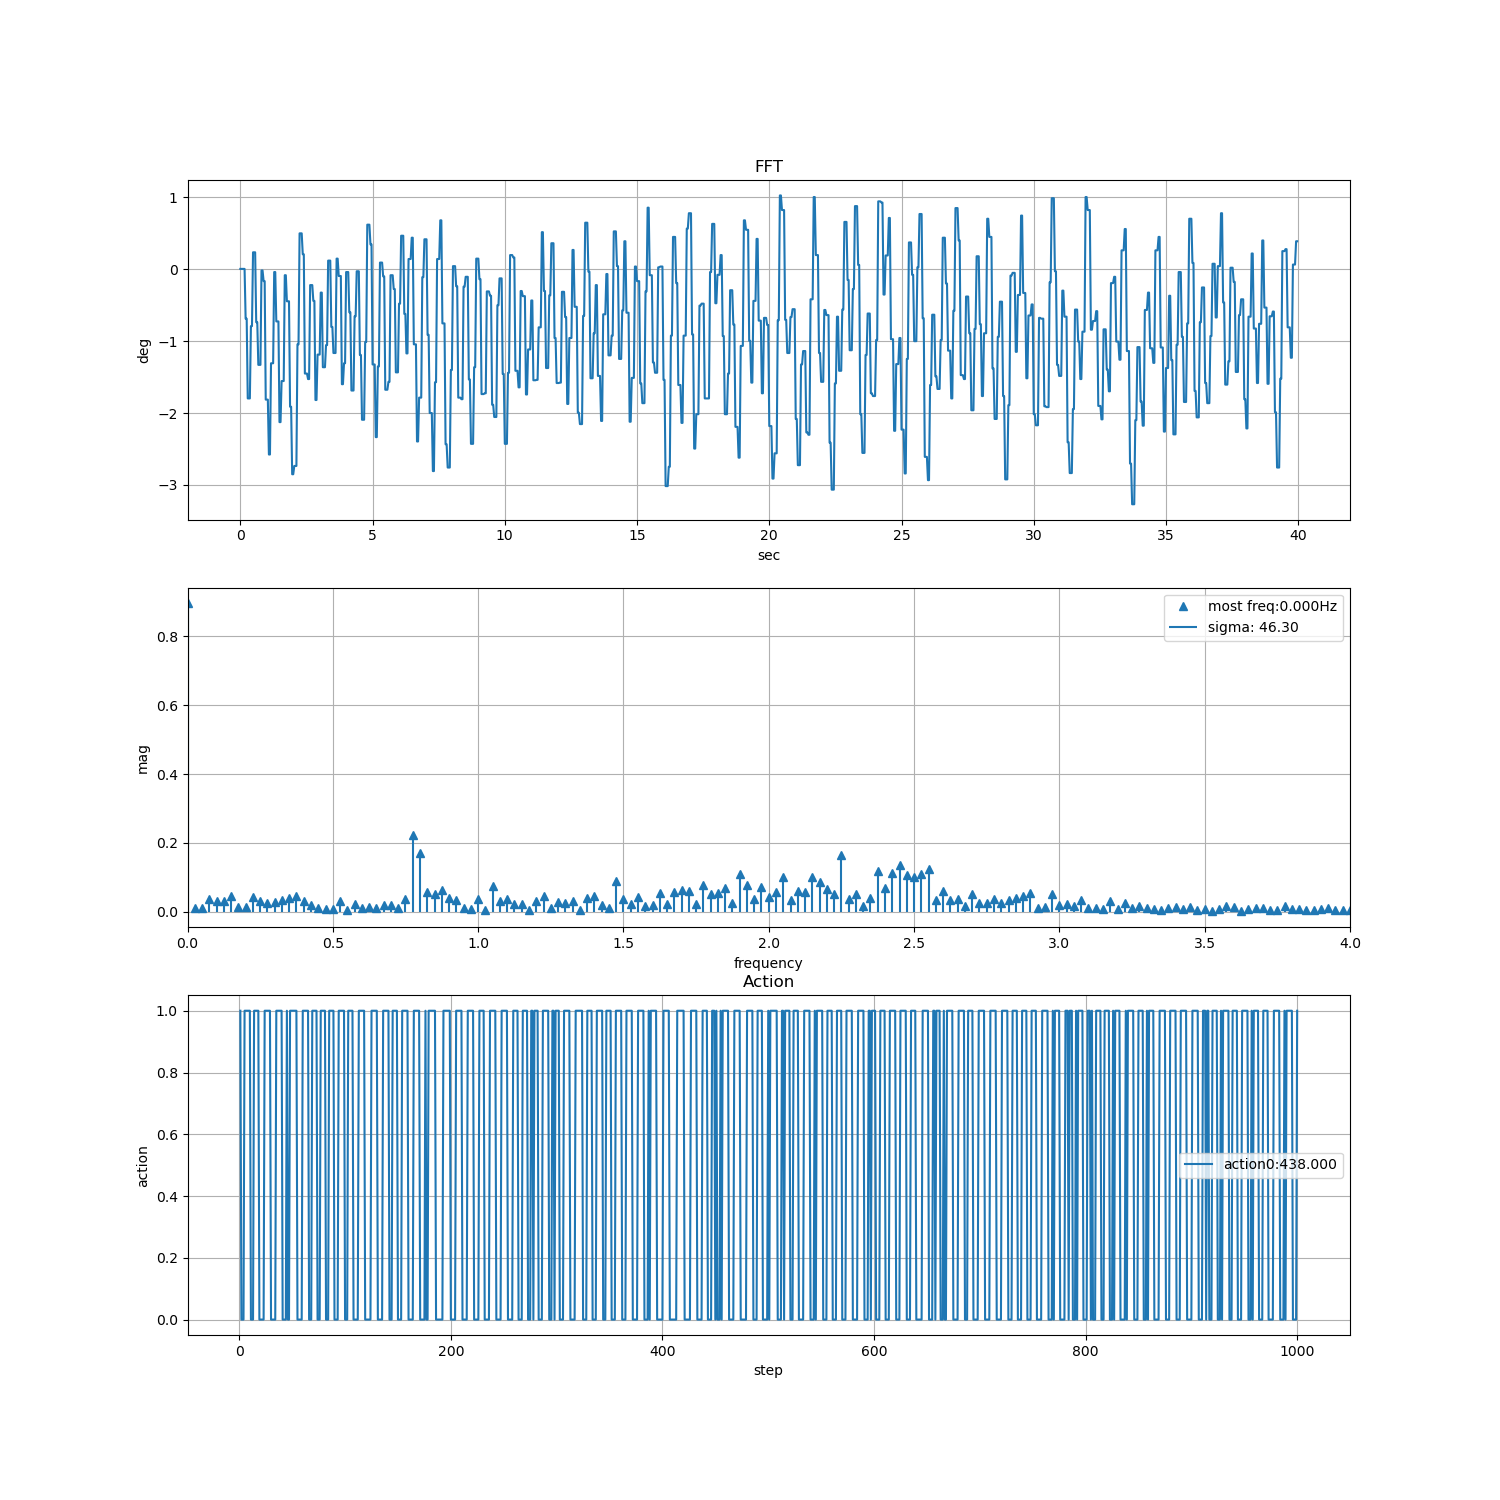 FFT
1
0
−1
−2
−3
deg
0 5 10 15 20 25 30 35 40
sec
most freq:0.000Hz
sigma: 46.30
0.8
0.6
0.4
0.2
0.0
mag
0.0 0.5 1.0 1.5 2.0 2.5 3.0 3.5 4.0
frequency
Action
1.0
0.8
0.6
0.4
0.2
0.0
action
action0:438.000
0 200 400 600 800 1000
step